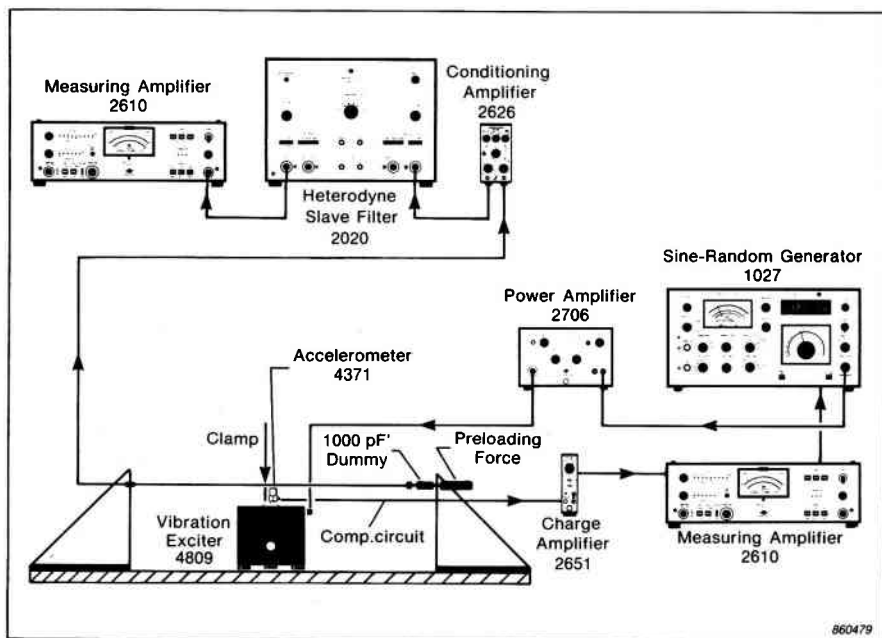 Measuring Amplifier
2610
Conditioning
Amplifier
2626
Heterodyne
Slave Filter
2020
Sine-Random Generator
1027
Power Amplifier
2706
Accelerometer
4371
Clamp
1000 pF'
Dummy
Preloading
Force
Vibration
Exciter
4809
Comp.circuit
Charge
Amplifier
2651
Measuring Amplifier
2610
860479